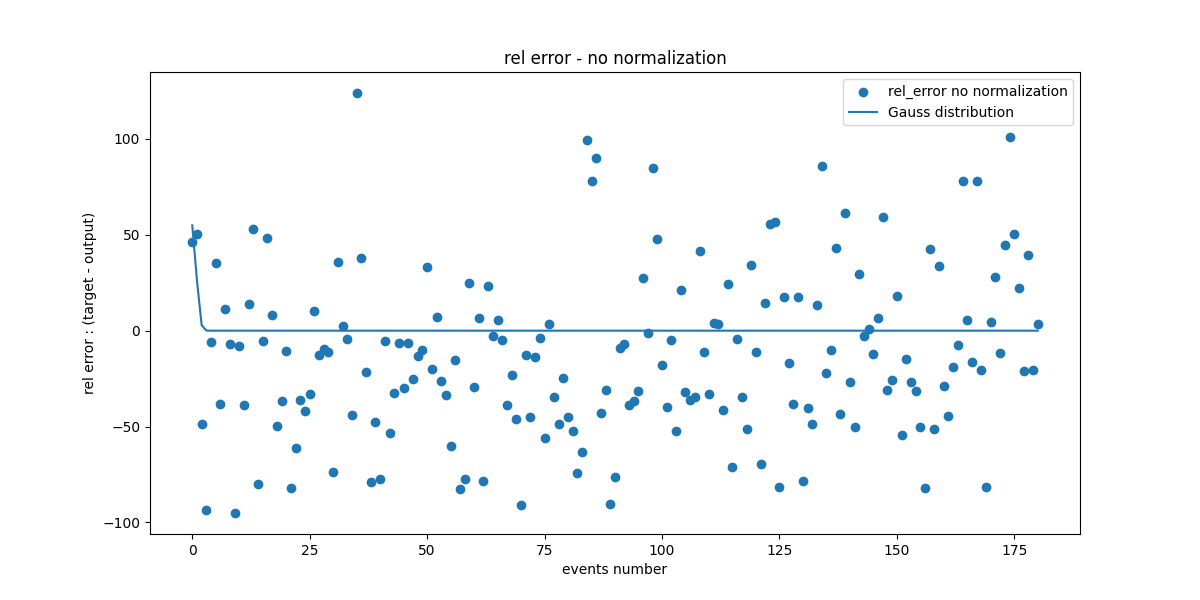 rel error - no normalization
rel_error no normalization
Gauss distribution
rel error : (target - output)
100
50
0
−50
−100
0 25 50 75 100 125 150 175
events number